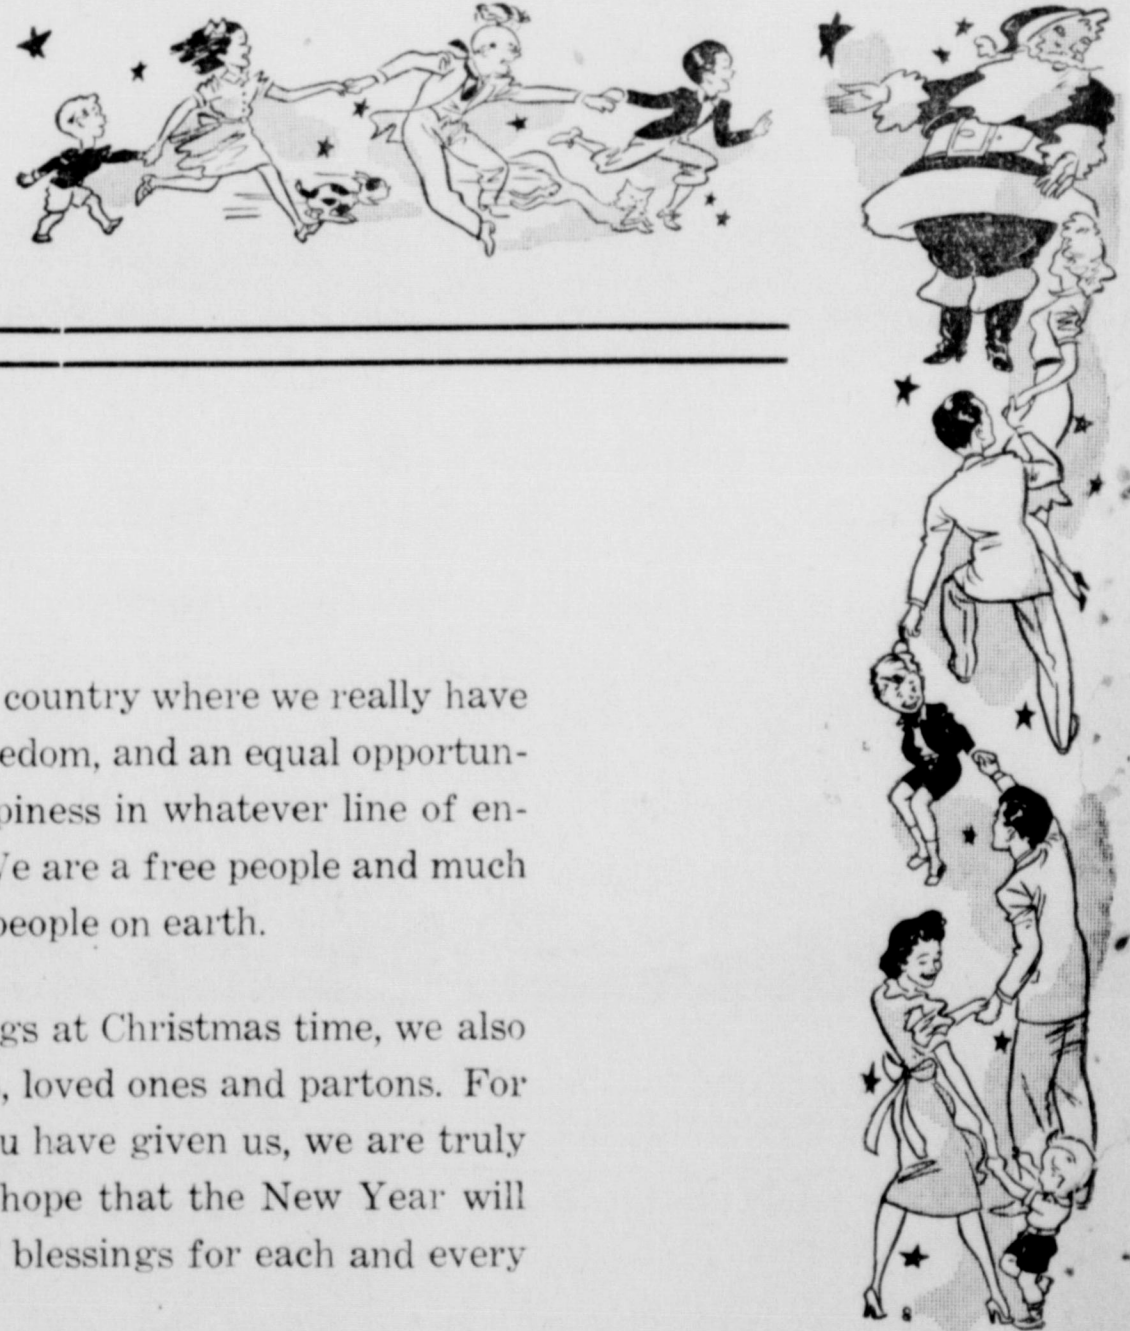 country where we really have
edom, and an equal opportun-
piness in whatever line of en-
e are a free people and much
people on earth.
gs at Christmas time, we also
, loved ones and partons. For
u have given us, we are truly
hope that the New Year will
blessings for each and every
8